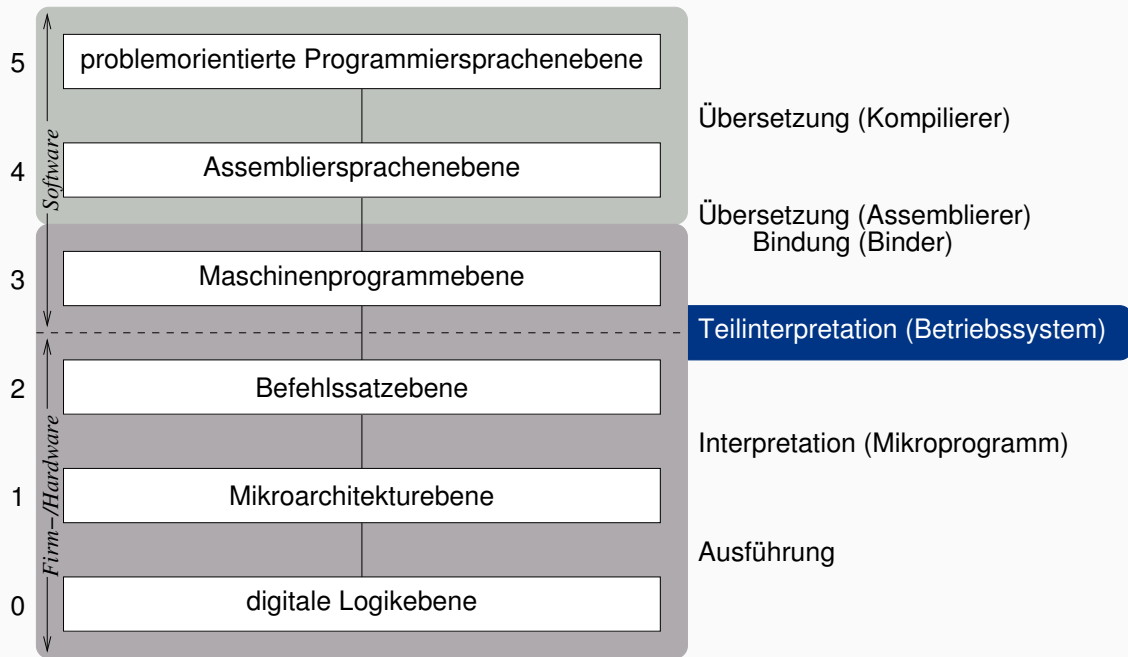 5
problemorientierte Programmiersprachenebene
Übersetzung (Kompilierer)
4
Assembliersprachenebene
Software
Übersetzung (Assemblierer)
Bindung (Binder)
3
Maschinenprogrammebene
Teilinterpretation (Betriebssystem)
2
Befehlssatzebene
Interpretation (Mikroprogramm)
1
Mikroarchitekturebene
Firm-/Hardware
Ausführung
0
digitale Logikebene